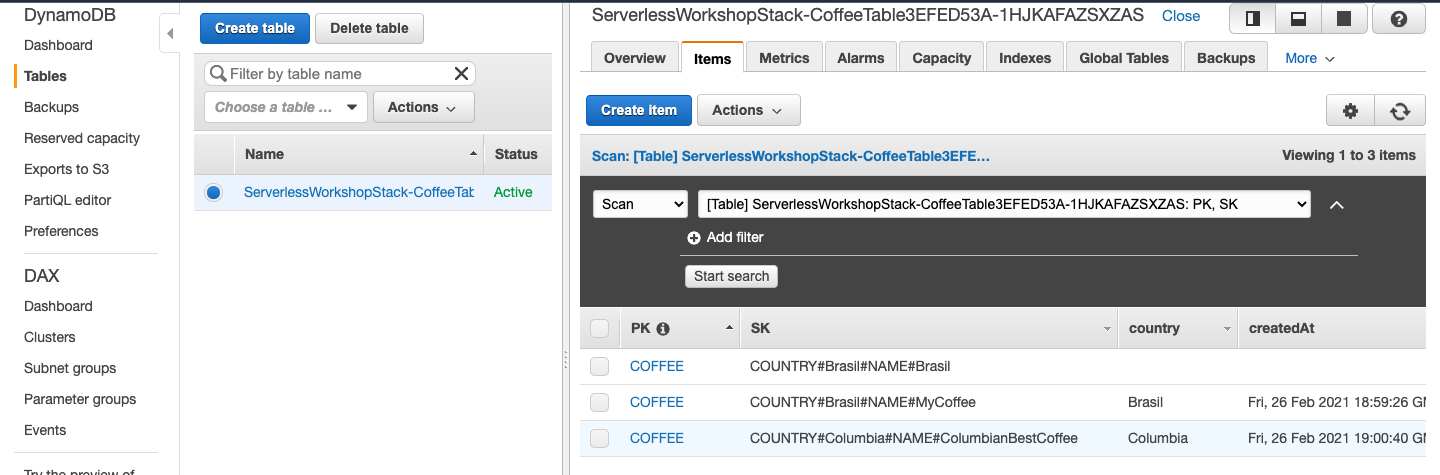 DynamoDB
Dashboard
Tables
Backups
Reserved capacity
Exports to S3
PartiQL editor
Preferences
DAX
Dashboard
Clusters
Subnet groups
Parameter groups
Events
Try the preview of
Create table Delete table
Filter by table name
Choose a table ... Actions
Name Status
ServerlessWorkshopStack-CoffeeTab Active
ServerlessWorkshopStack-CoffeeTable3EFED53A-1HJKAFAZSXZAS Close
Overview Items Metrics Alarms Capacity Indexes Global Tables Backups More
Create item Actions
Scan: [Table] ServerlessWorkshopStack-CoffeeTable3EFE... Viewing 1 to 3 items
Scan [Table] ServerlessWorkshopStack-CoffeeTable3EFED53A-1HJKAFAZSXZAS: PK, SK
Add filter
Start search
PK SK country createdAt
COFFEE COUNTRY#Brasil#NAME#Brasil
COFFEE COUNTRY#Brasil#NAME#MyCoffee Brasil Fri, 26 Feb 2021 18:59:26 GM
COFFEE COUNTRY#Columbia#NAME#ColumbianBestCoffee Columbia Fri, 26 Feb 2021 19:00:40 GM